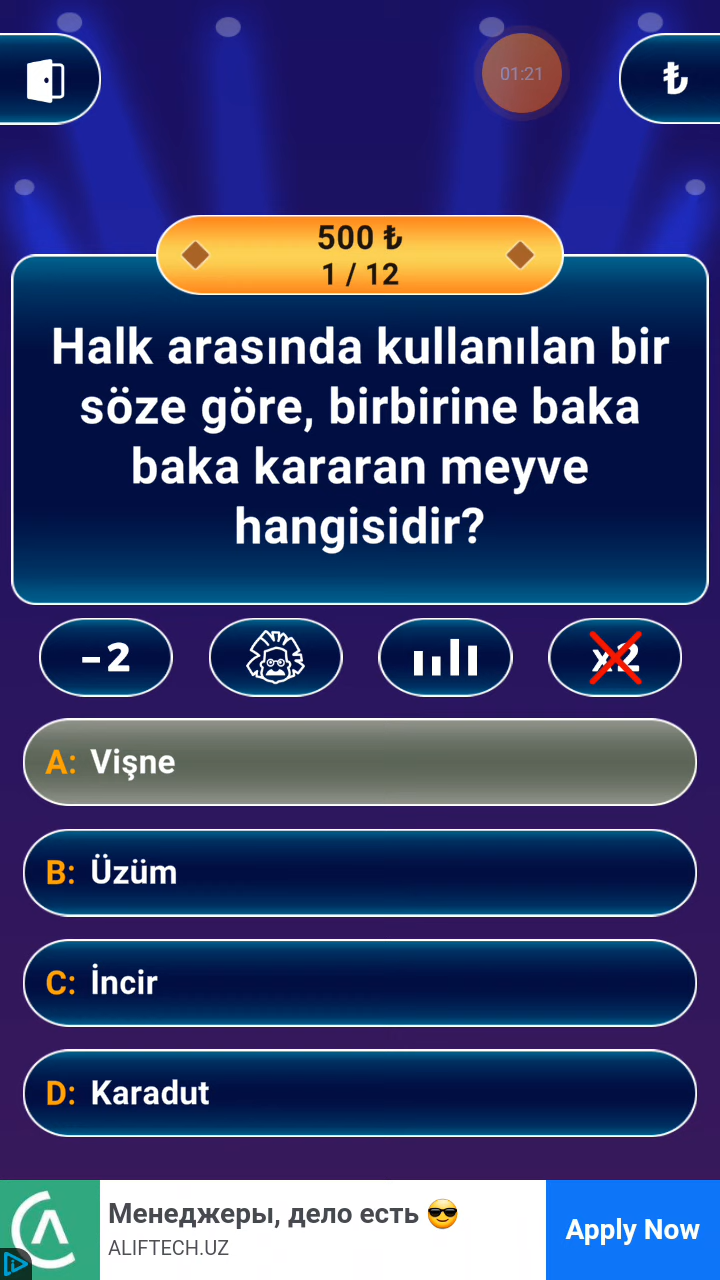 01:21
₺
500 ₺
1 / 12
Halk arasında kullanılan bir
söze göre, birbirine baka
baka kararan meyve
hangisidir?
-2
x2
A: Vişne
B: Üzüm
C: İncir
D: Karadut
Менеджеры, дело есть 😎
ALIFTECH.UZ
Apply Now